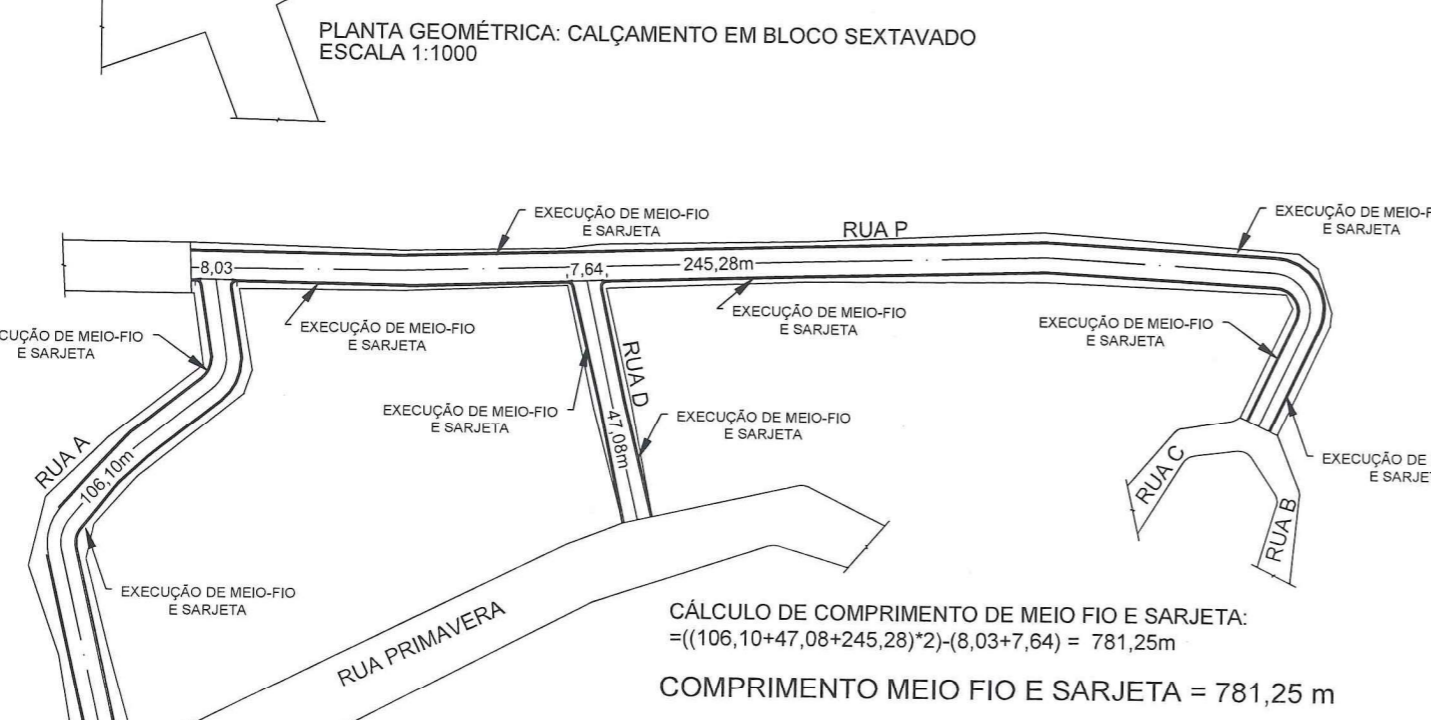 PLANTA GEOMÉTRICA: CALÇAMENTO EM BLOCO SEXTAVADO
ESCALA 1:1000
EXECUÇÃO DE MEIO-FIO
E SARJETA
RUA P
EXECUÇÃO DE MEIO-F
E SARJETA
8,03
7,64
245,28m
EXECUÇÃO DE MEIO-FIO
E SARJETA
EXECUÇÃO DE MEIO-FIO
E SARJETA
EXECUÇÃO DE MEIO-FIO
E SARJETA
CUÇÃO DE MEIO-FIO
E SARJETA
RUA D
EXECUÇÃO DE MEIO-FIO
E SARJETA
EXECUÇÃO DE MEIO-FIO
E SARJETA
47,08m
RUA A
106,10m
EXECUÇÃO DE
E SARJE
RUA C
RUA B
EXECUÇÃO DE MEIO-FIO
E SARJETA
RUA PRIMAVERA
CÁLCULO DE COMPRIMENTO DE MEIO FIO E SARJETA:
=((106,10+47,08+245,28)*2)-(8,03+7,64) = 781,25m
COMPRIMENTO MEIO FIO E SARJETA = 781,25 m